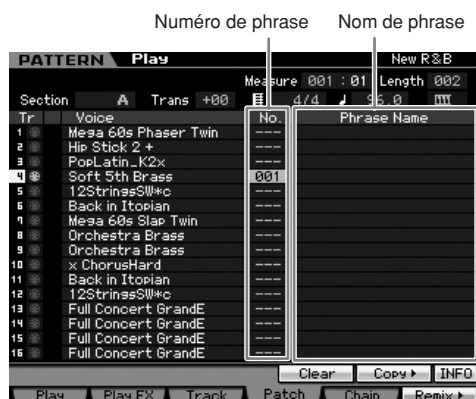 Numéro de phrase Nom de phrase
PATTERN Play New R&B
Measure 001 : 01 Length 002
Section A Trans +00 4/4 96.0
Tr Voice No. Phrase Name
1 Mega 60s Phaser Twin ---
2 Hip Stick 2 + ---
3 PopLatin_K2x ---
4 Soft 5th Brass 001
5 12StringsSW*c ---
6 Back in Itopian ---
7 Mega 60s Slap Twin ---
8 Orchestra Brass ---
9 Orchestra Brass ---
10 x ChorusHard ---
11 Back in Itopian ---
12 12StringsSW*c ---
13 Full Concert GrandE ---
14 Full Concert GrandE ---
15 Full Concert GrandE ---
16 Full Concert GrandE ---
Clear Copy INFO
Play Play FX Track Patch Chain Remix